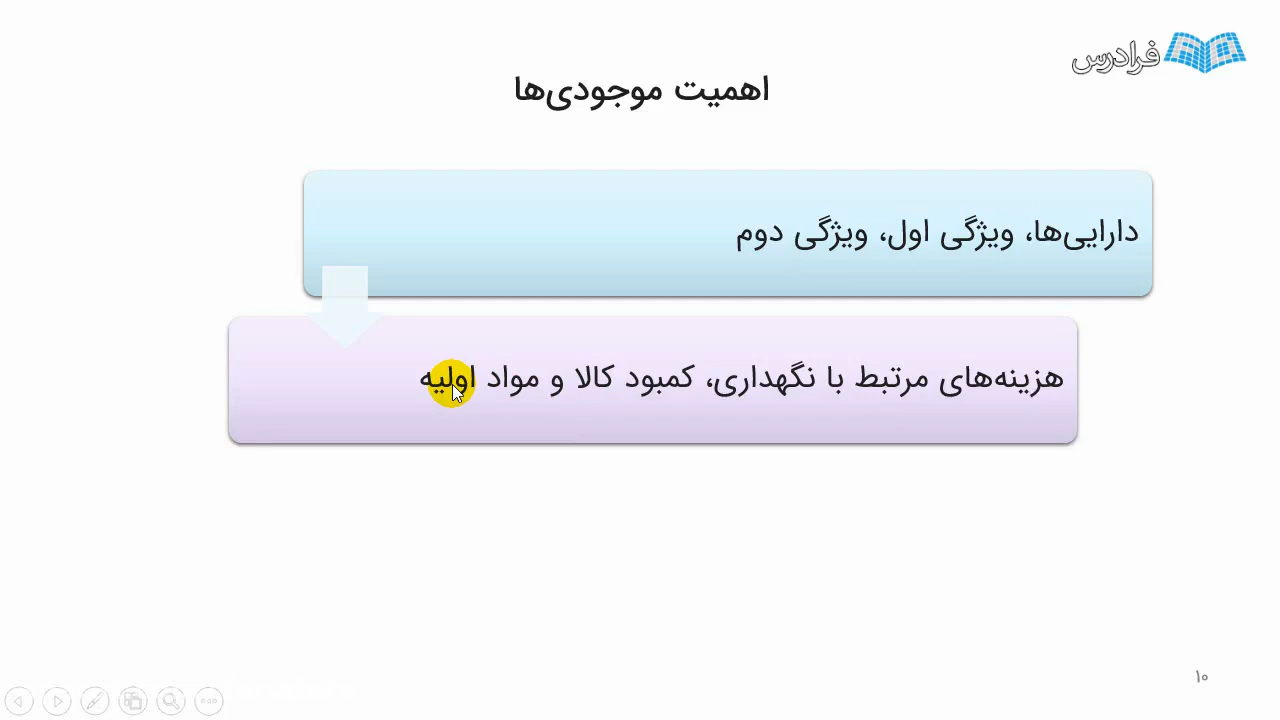 فرادرس
اهمیت موجودی‌ها
دارایی‌ها، ویژگی اول، ویژگی دوم
هزینه‌های مرتبط با نگهداری، کمبود کالا و مواد اولیه
۱۰